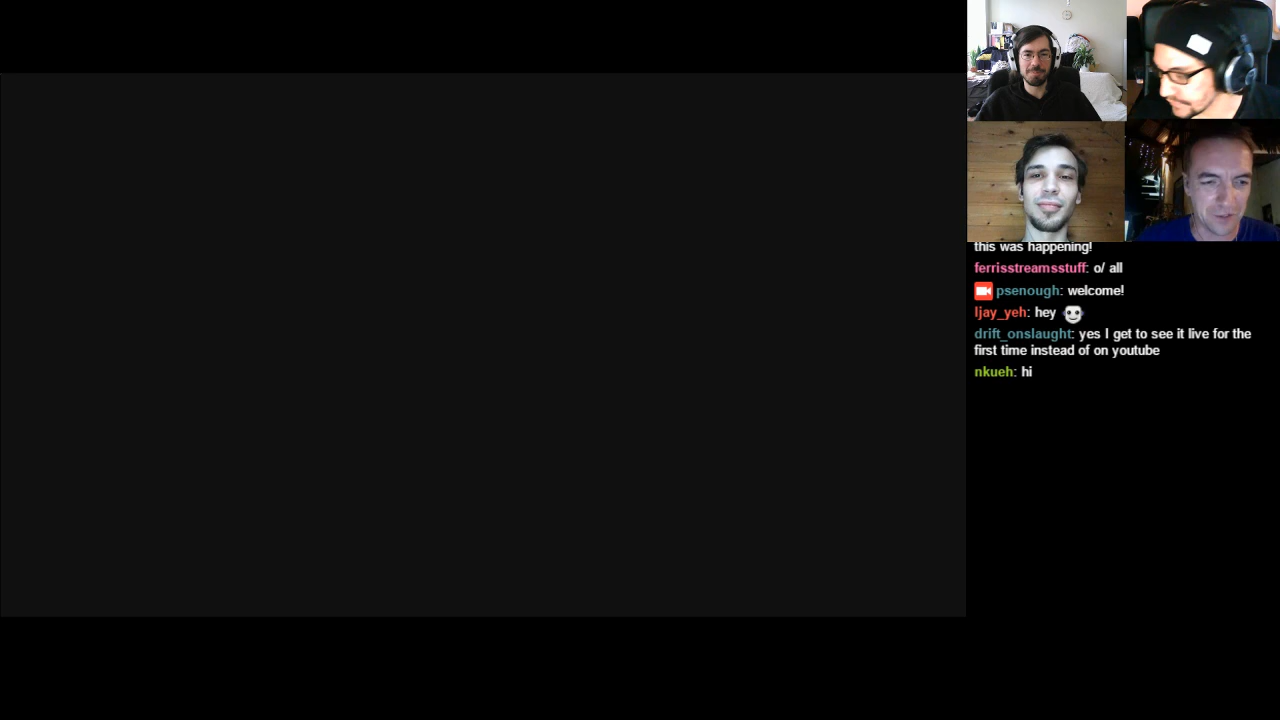 this was happening!
ferrisstreamsstuff: o/ all
psenough: welcome!
ljay_yeh: hey
drift_onslaught: yes I get to see it live for the
first time instead of on youtube
nkueh: hi